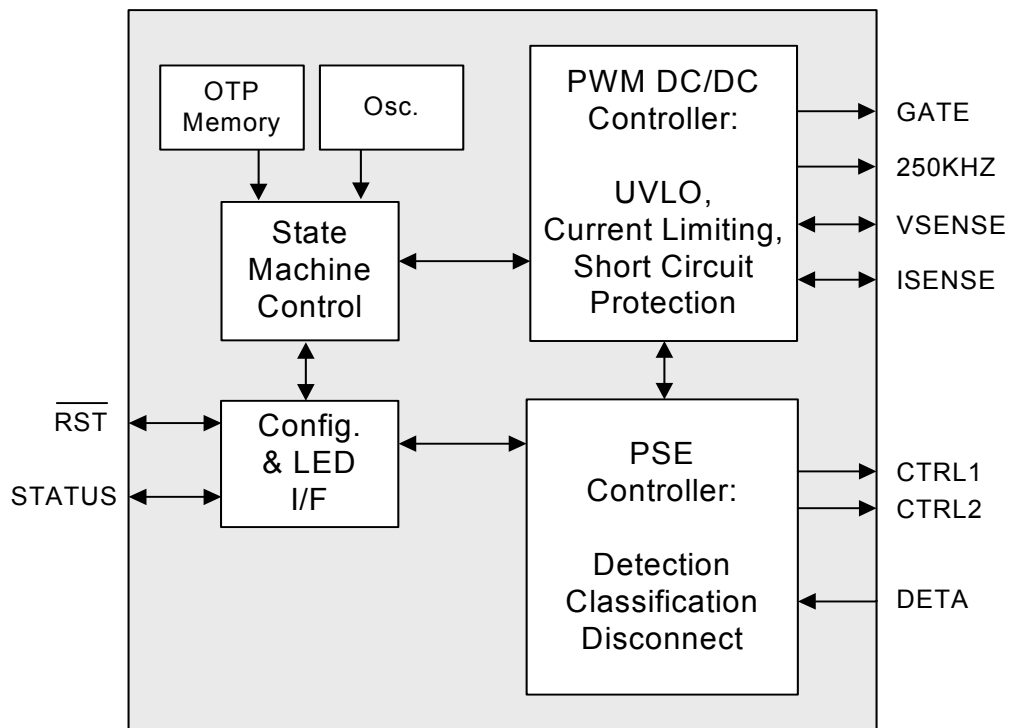 OTP
Memory
Osc.
State
Machine
Control
Config.
& LED
I/F
PWM DC/DC
Controller:
UVLO,
Current Limiting,
Short Circuit
Protection
PSE
Controller:
Detection
Classification
Disconnect
RST
STATUS
GATE
250KHZ
VSENSE
ISENSE
CTRL1
CTRL2
DETA